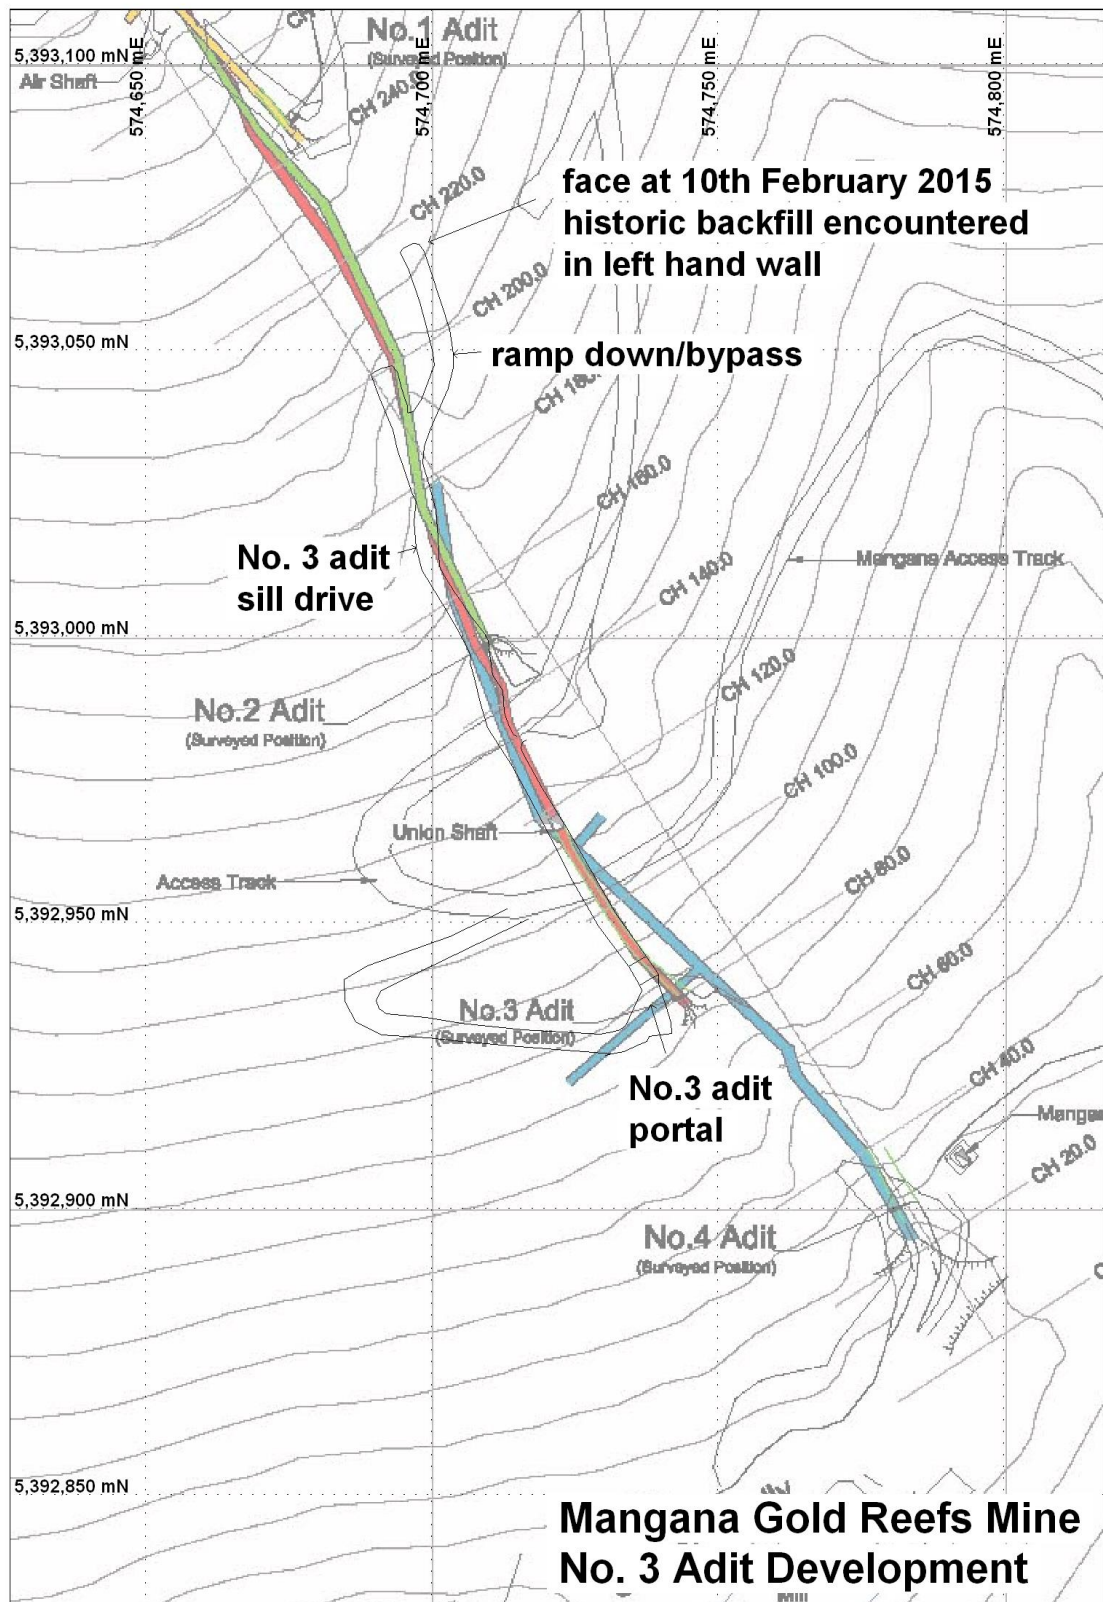 No.1 Adit
(Surveyed Position)
5,393,100 mN
Air Shaft
574,650 mE
574,700 mE
574,750 mE
574,800 mE
CH 240.0
CH 220.0
face at 10th February 2015
historic backfill encountered
in left hand wall
CH 200.0
5,393,050 mN
ramp down/bypass
CH 180.
CH 160.0
No. 3 adit
sill drive
Mangana Access Track
CH 140.0
5,393,000 mN
CH 120.0
No.2 Adit
(Surveyed Position)
CH 100.0
Union Shaft
CH 80.0
Access Track
5,392,950 mN
CH 60.0
No.3 Adit
(Surveyed Position)
CH 40.0
No.3 adit
portal
Mangan
CH 20.0
5,392,900 mN
No.4 Adit
(Surveyed Position)
5,392,850 mN
Mangana Gold Reefs Mine
No. 3 Adit Development
Mill